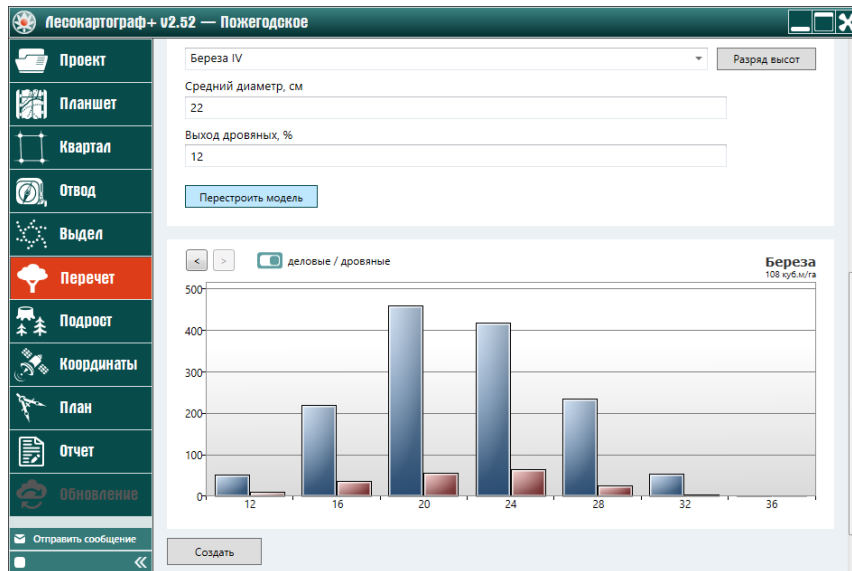 Лесокартограф+ v2.52 — Пожегодское
Проект
Планшет
Квартал
Отвод
Выдел
Перечет
Подрост
Координаты
План
Отчет
Обновление
Отправить сообщение
Береза IV
Разряд высот
Средний диаметр, см
22
Выход дровяных, %
12
Перестроить модель
< >
деловые / дровяные
Береза
108 куб.м/га
500
400
300
200
100
0
12 16 20 24 28 32 36
Создать